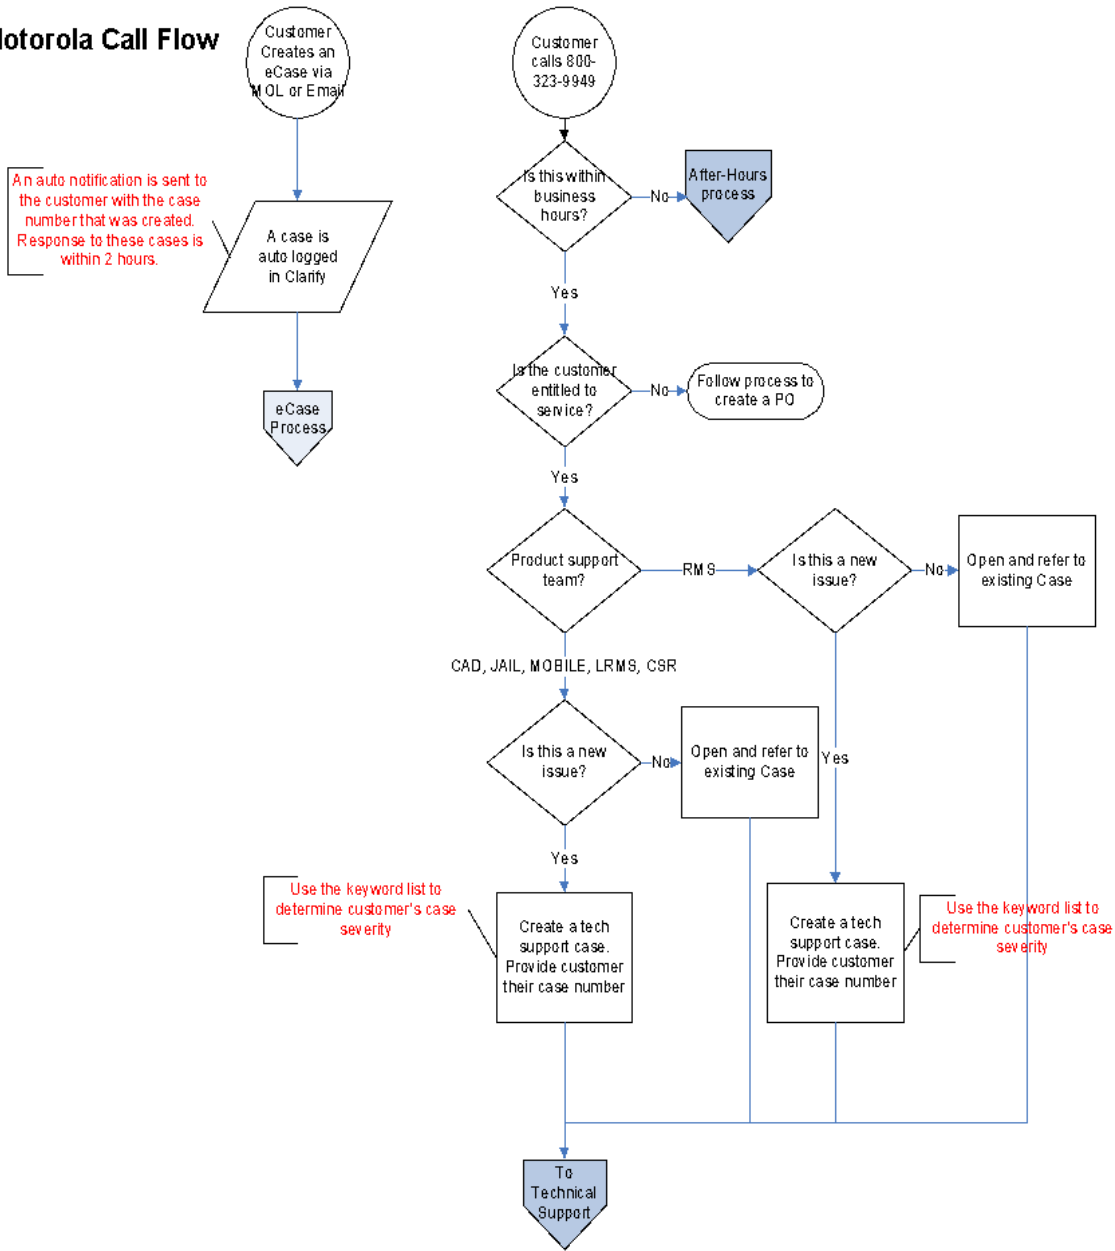 Motorola Call Flow
Customer
Creates an
eCase via
MOL or Email
Customer
calls 800-
323-9949
An auto notification is sent to
the customer with the case
number that was created.
Response to these cases is
within 2 hours.
A case is
auto logged
in Clarify
eCase
Process
Is this within
business
hours?
No
After-Hours
process
Yes
Is the customer
entitled to
service?
No
Follow process to
create a PO
Yes
Product support
team?
RMS
Is this a new
issue?
No
Open and refer to
existing Case
CAD, JAIL, MOBILE, LRMS, CSR
Is this a new
issue?
No
Open and refer to
existing Case
Yes
Yes
Use the keyword list to
determine customer's case
severity
Create a tech
support case.
Provide customer
their case number
Create a tech
support case.
Provide customer
their case number
Use the keyword list to
determine customer's case
severity
To
Technical
Support